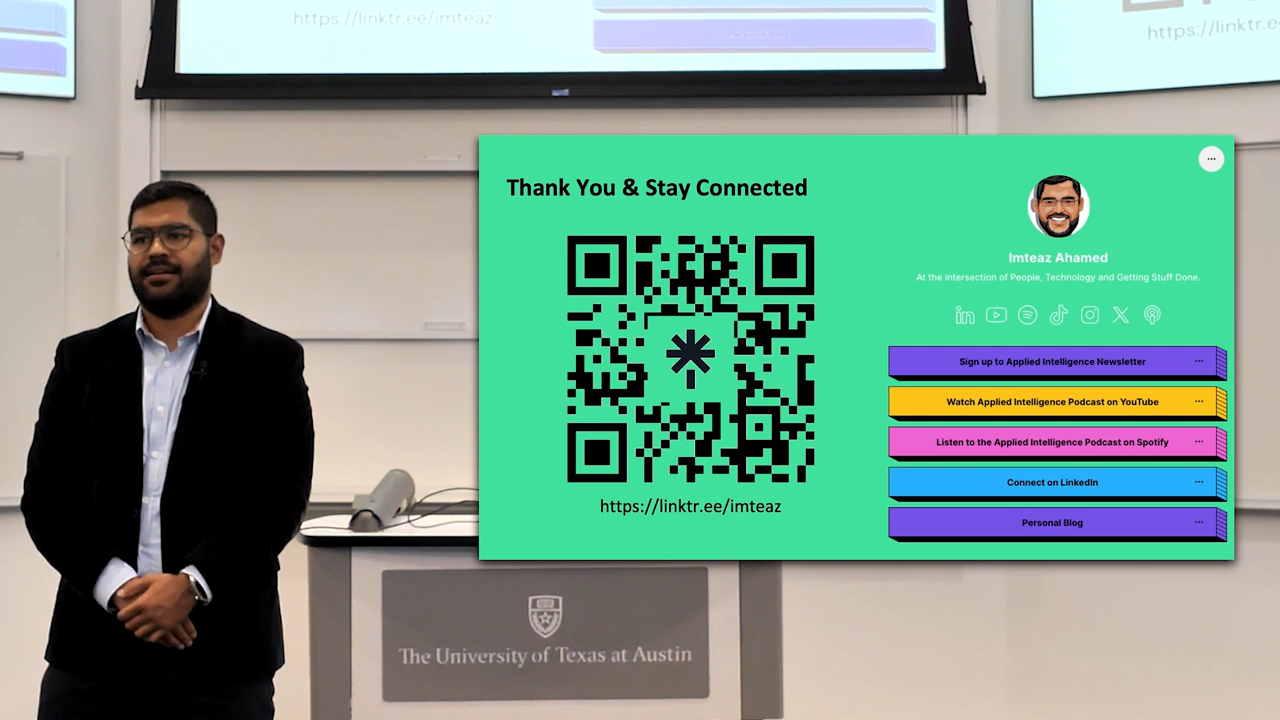 https://linktr.ee/imteaz
Personal Blog
https://linktr.e
Thank You & Stay Connected
https://linktr.ee/imteaz
Imteaz Ahamed
At the intersection of People, Technology and Getting Stuff Done.
Sign up to Applied Intelligence Newsletter
Watch Applied Intelligence Podcast on YouTube
Listen to the Applied Intelligence Podcast on Spotify
Connect on LinkedIn
Personal Blog
The University of Texas at Austin